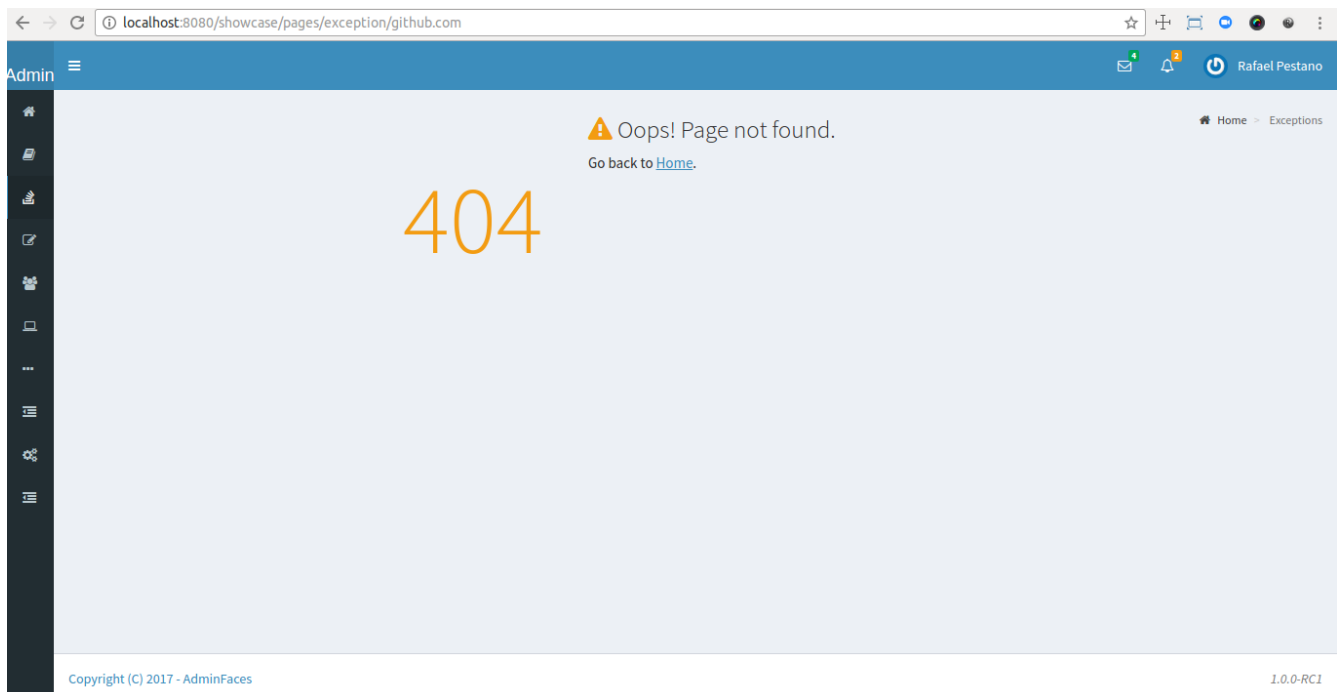 localhost:8080/showcase/pages/exception/github.com
Admin
4
2
Rafael Pestano
Oops! Page not found.
Home > Exceptions
Go back to Home.
404
Copyright (C) 2017 - AdminFaces
1.0.0-RC1